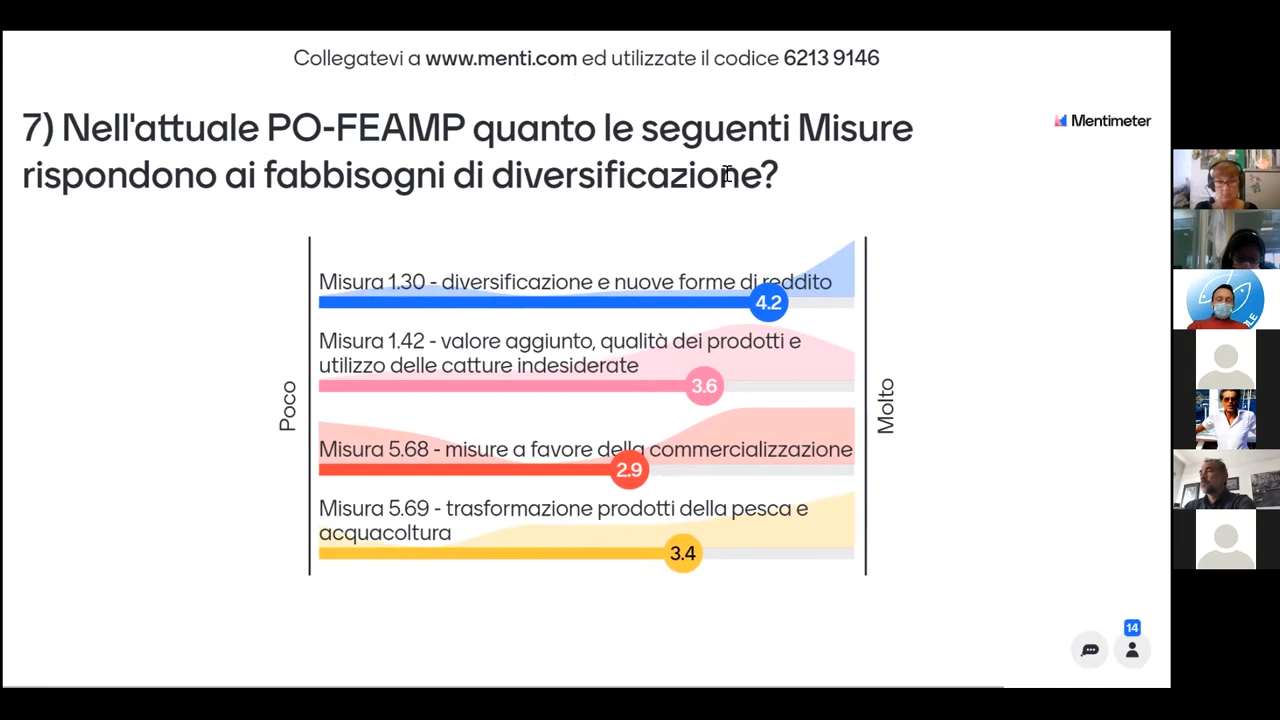 Collegatevi a www.menti.com ed utilizzate il codice 6213 9146
7) Nell'attuale PO-FEAMP quanto le seguenti Misure
rispondono ai fabbisogni di diversificazione?
Mentimeter
Misura 1.30 - diversificazione e nuove forme di reddito
4.2
Misura 1.42 - valore aggiunto, qualità dei prodotti e
utilizzo delle catture indesiderate
3.6
Poco
Molto
Misura 5.68 - misure a favore della commercializzazione
2.9
Misura 5.69 - trasformazione prodotti della pesca e
acquacoltura
3.4
14